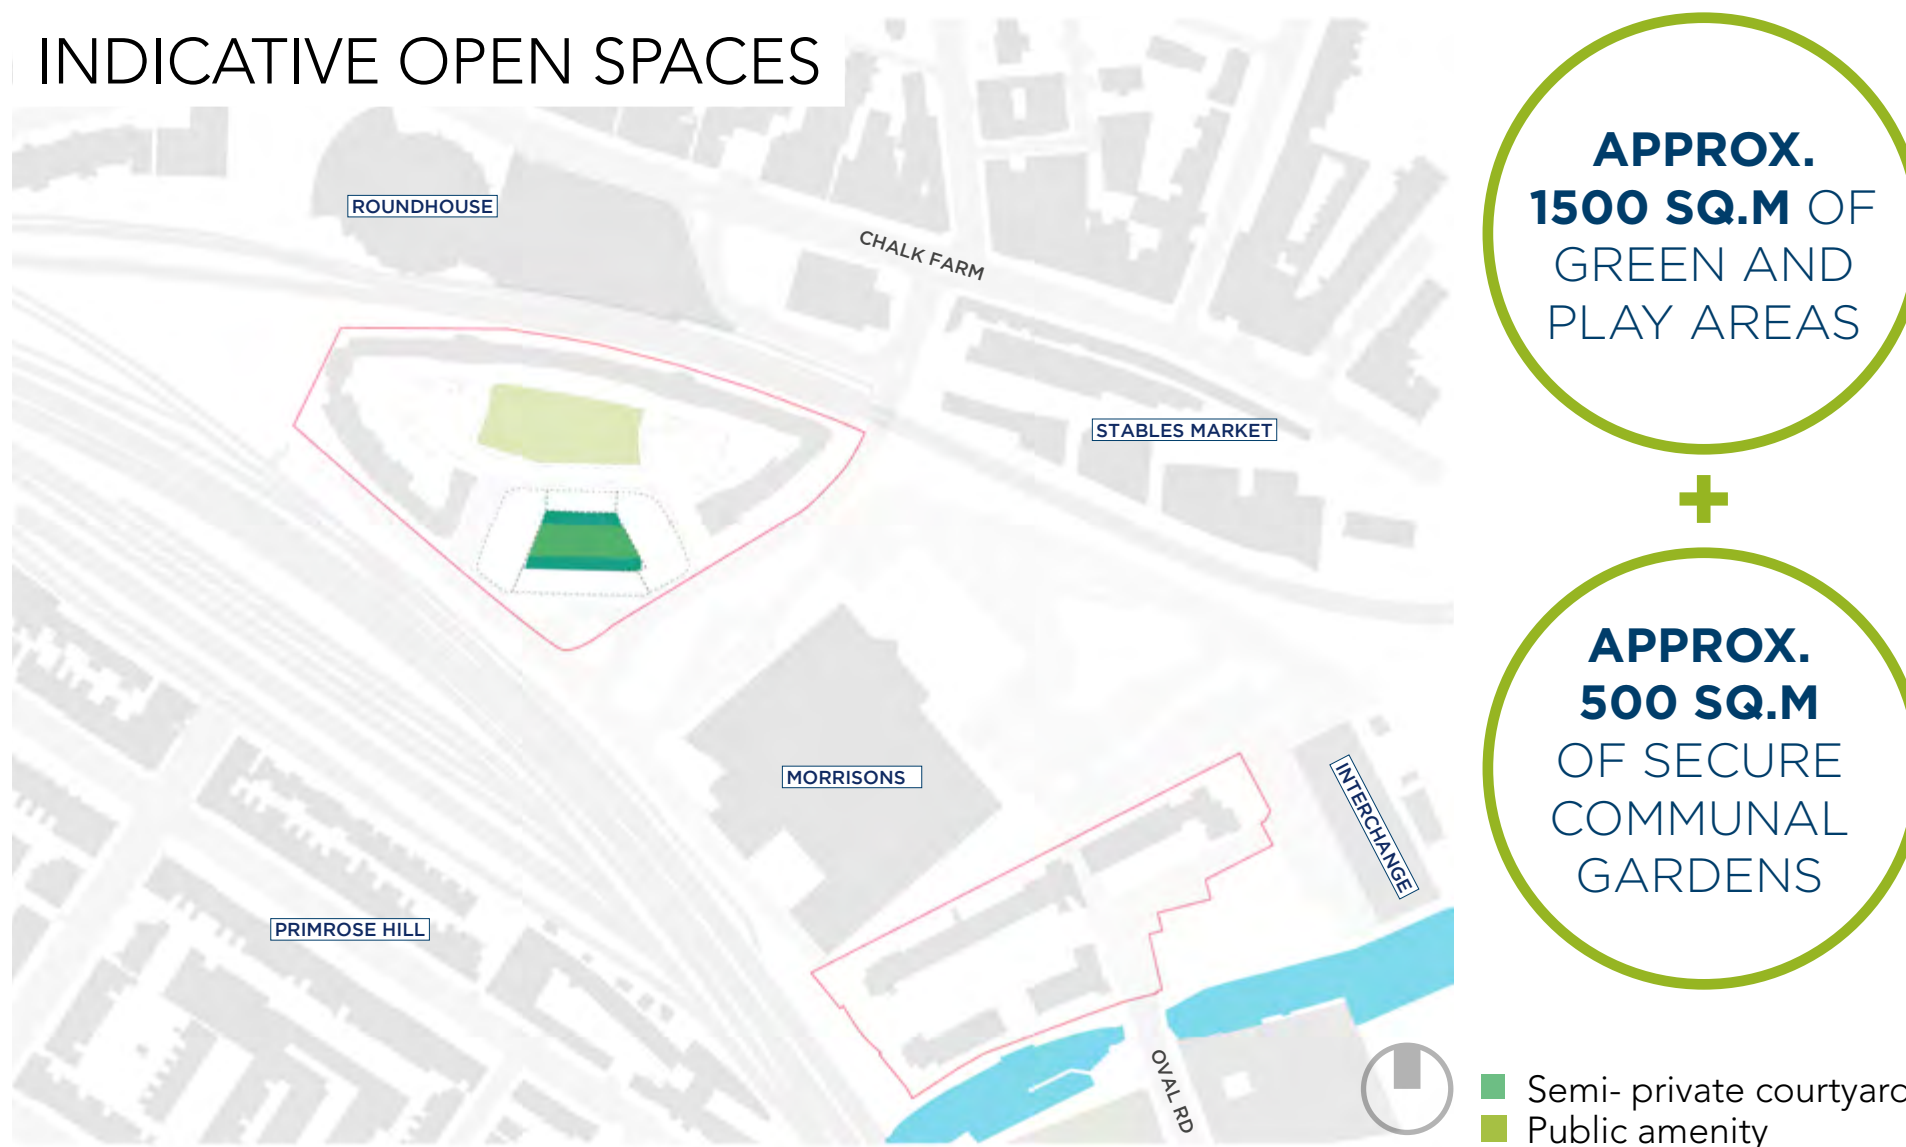 INDICATIVE OPEN SPACES
ROUNDHOUSE
CHALK FARM
STABLES MARKET
MORRISONS
INTERCHANGE
PRIMROSE HILL
OVAL RD
APPROX.
1500 SQ.M OF
GREEN AND
PLAY AREAS
+
APPROX.
500 SQ.M
OF SECURE
COMMUNAL
GARDENS
Semi- private courtyard
Public amenity